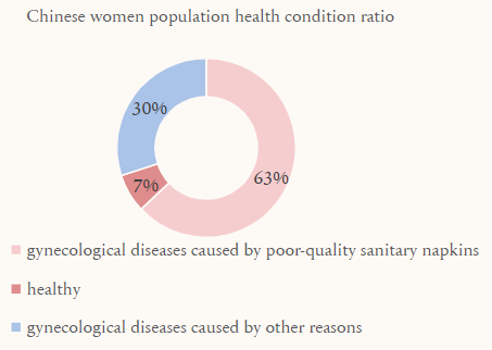 Chinese women population health condition ratio
30%
7%
63%
gynecological diseases caused by poor-quality sanitary napkins
healthy
gynecological diseases caused by other reasons